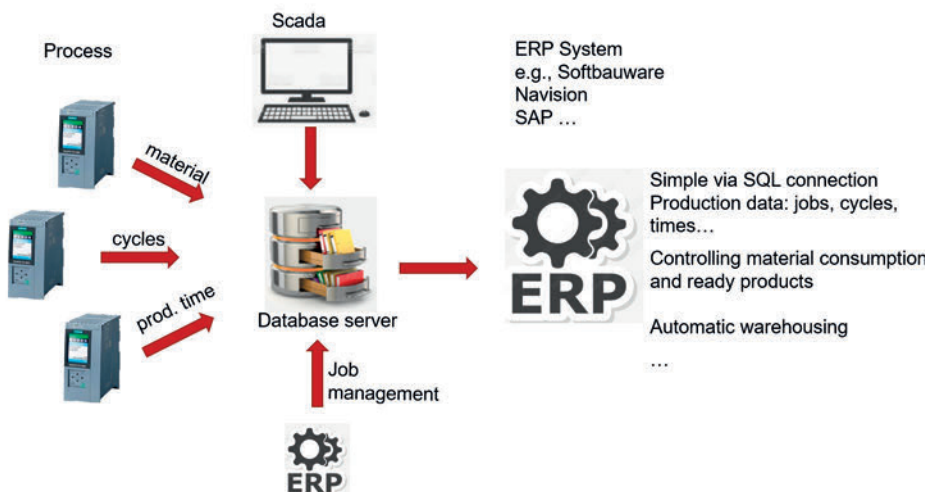 Scada
Process
ERP System
e.g., Softbauware
Navision
SAP ...
material
cycles
prod. time
Database server
Job
management
ERP
ERP
Simple via SQL connection
Production data: jobs, cycles,
times...
Controlling material consumption
and ready products
Automatic warehousing
...